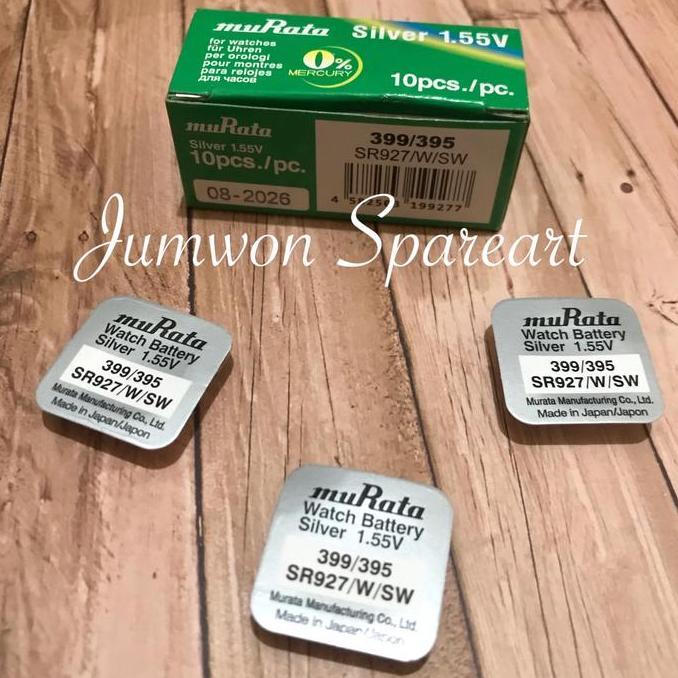 muRata Silver 1.55V
for watches
für Uhren
per orologi
pour montres
para relojes
для часов
0%
MERCURY
10pcs./pc.
muRata
Silver 1.55V
10pcs./pc.
08-2026
399/395
SR927/W/SW
199277
Jumwon Spareart
muRata
Watch Battery
Silver 1.55V
399/395
SR927/W/SW
Murata Manufacturing Co., Ltd.
Made in Japan/Japon
muRata
Watch Battery
Silver 1.55V
399/395
SR927/W/SW
Murata Manufacturing Co., Ltd.
Made in Japan/Japon
muRata
Watch Battery
Silver 1.55V
399/395
SR927/W/SW
Murata Manufacturing Co., Ltd.
Made in Japan/Japon